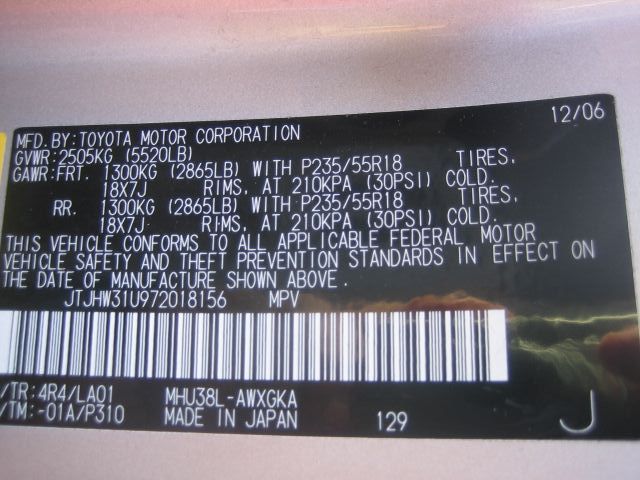 12/06
MFD. BY: TOYOTA MOTOR CORPORATION
GVWR: 2505KG (5520LB)
GAWR: FRT. 1300KG (2865LB) WITH P235/55R18 TIRES,
18X7J RIMS, AT 210KPA (30PSI) COLD.
RR. 1300KG (2865LB) WITH P235/55R18 TIRES,
18X7J RIMS, AT 210KPA (30PSI) COLD.
THIS VEHICLE CONFORMS TO ALL APPLICABLE FEDERAL MOTOR
VEHICLE SAFETY AND THEFT PREVENTION STANDARDS IN EFFECT ON
THE DATE OF MANUFACTURE SHOWN ABOVE.
JTJHW31U972018156 MPV
/TR: 4R4/LA01 MHU38L-AWXGKA
/TM: -01A/P310 MADE IN JAPAN 129 J